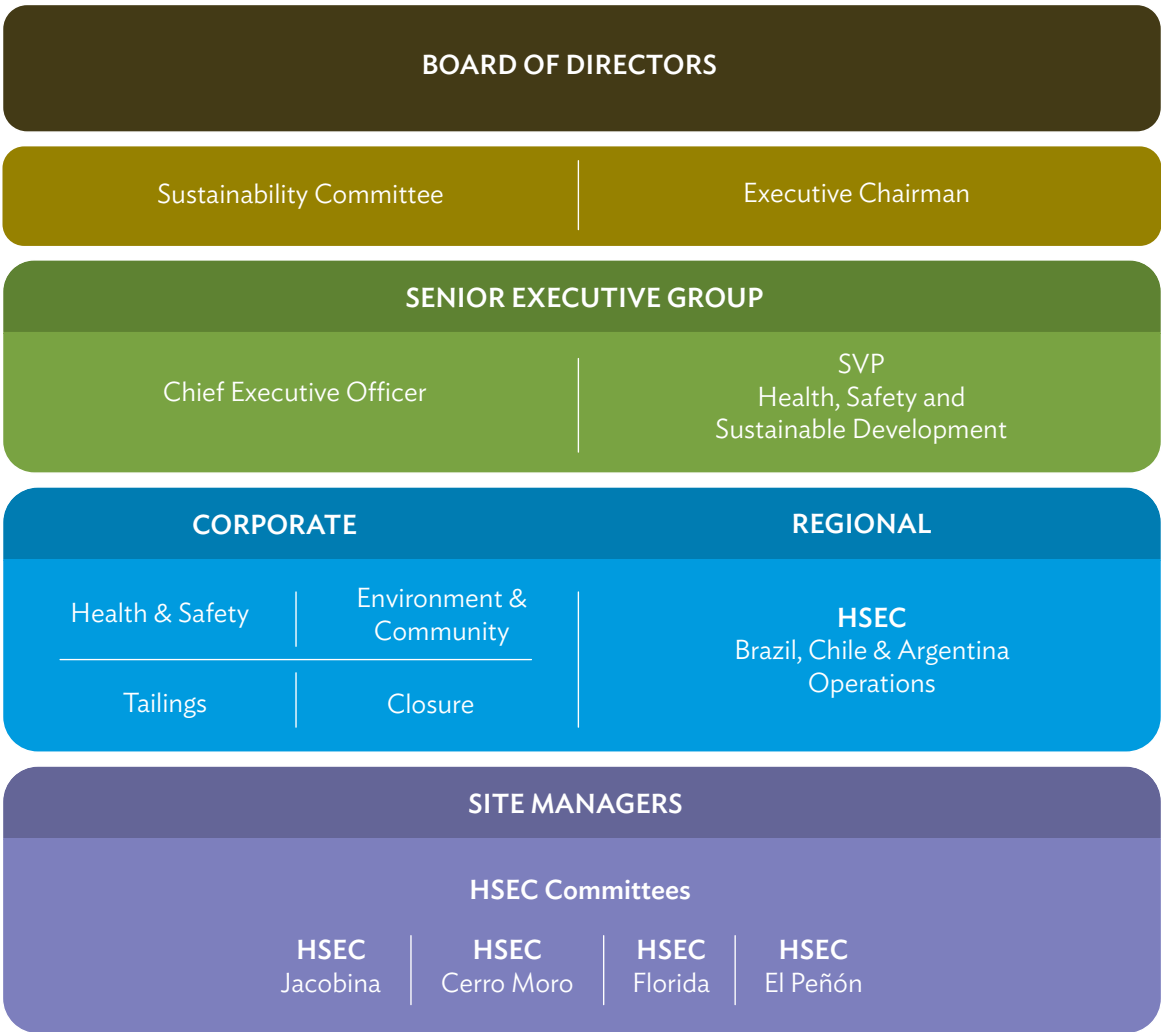 BOARD OF DIRECTORS
Sustainability Committee
Executive Chairman
SENIOR EXECUTIVE GROUP
Chief Executive Officer
SVP
Health, Safety and
Sustainable Development
CORPORATE
REGIONAL
Health & Safety
Environment &
Community
Tailings
Closure
HSEC
Brazil, Chile & Argentina
Operations
SITE MANAGERS
HSEC Committees
HSEC
Jacobina
HSEC
Cerro Moro
HSEC
Florida
HSEC
El Peñón